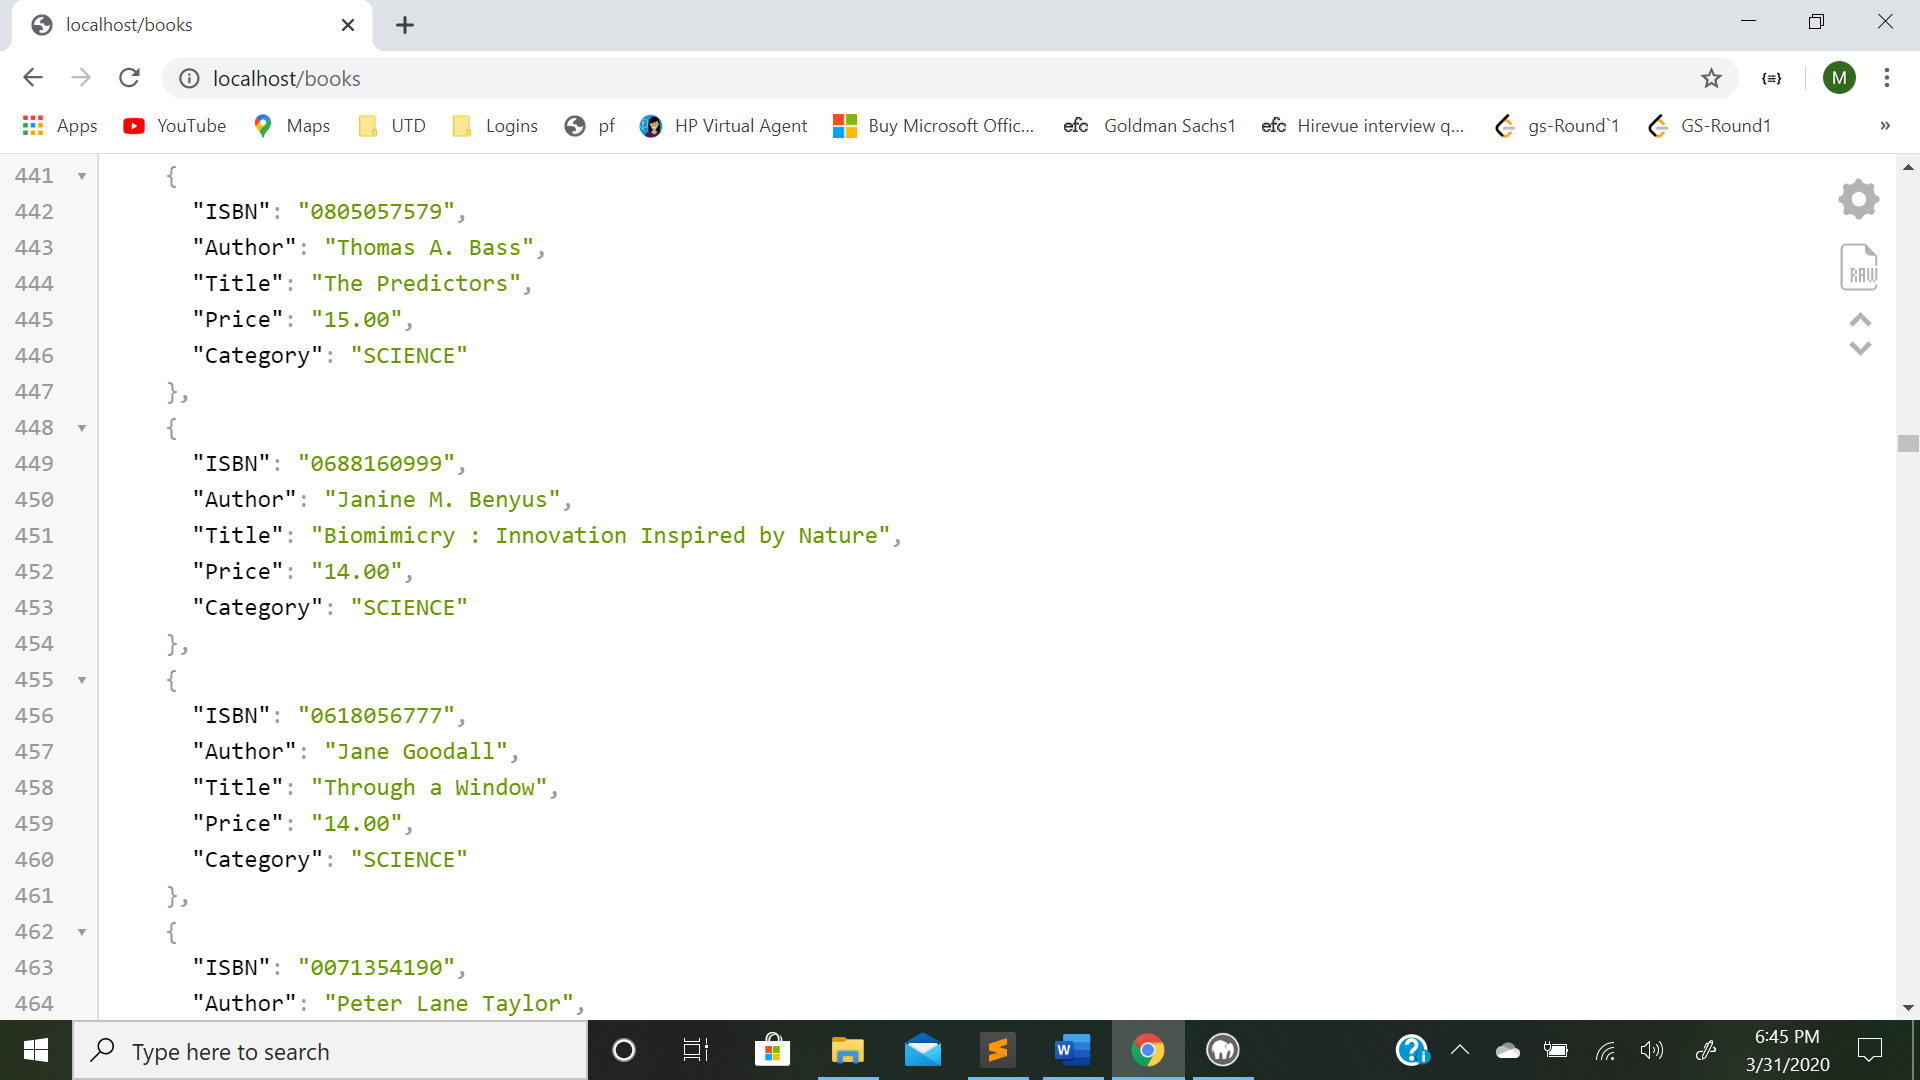 localhost/books
localhost/books
M
Apps YouTube Maps UTD Logins pf HP Virtual Agent Buy Microsoft Offic... efc Goldman Sachs1 efc Hirevue interview q... gs-Round`1 GS-Round1 »
441 {
442 "ISBN": "0805057579",
443 "Author": "Thomas A. Bass",
444 "Title": "The Predictors",
445 "Price": "15.00",
446 "Category": "SCIENCE"
447 },
448 {
449 "ISBN": "0688160999",
450 "Author": "Janine M. Benyus",
451 "Title": "Biomimicry : Innovation Inspired by Nature",
452 "Price": "14.00",
453 "Category": "SCIENCE"
454 },
455 {
456 "ISBN": "0618056777",
457 "Author": "Jane Goodall",
458 "Title": "Through a Window",
459 "Price": "14.00",
460 "Category": "SCIENCE"
461 },
462 {
463 "ISBN": "0071354190",
464 "Author": "Peter Lane Taylor",
RAW
Type here to search
6:45 PM
3/31/2020